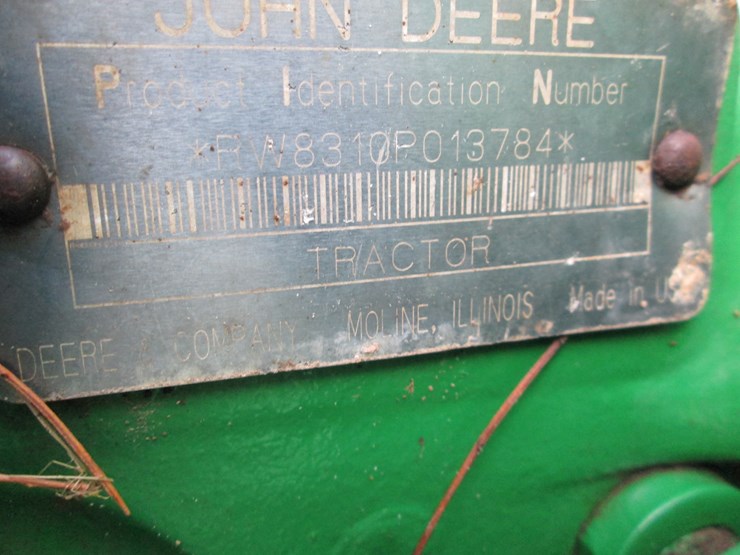 JOHN DEERE
Product Identification Number
*RW8310P013784*
TRACTOR
DEERE & COMPANY MOLINE, ILLINOIS Made in U